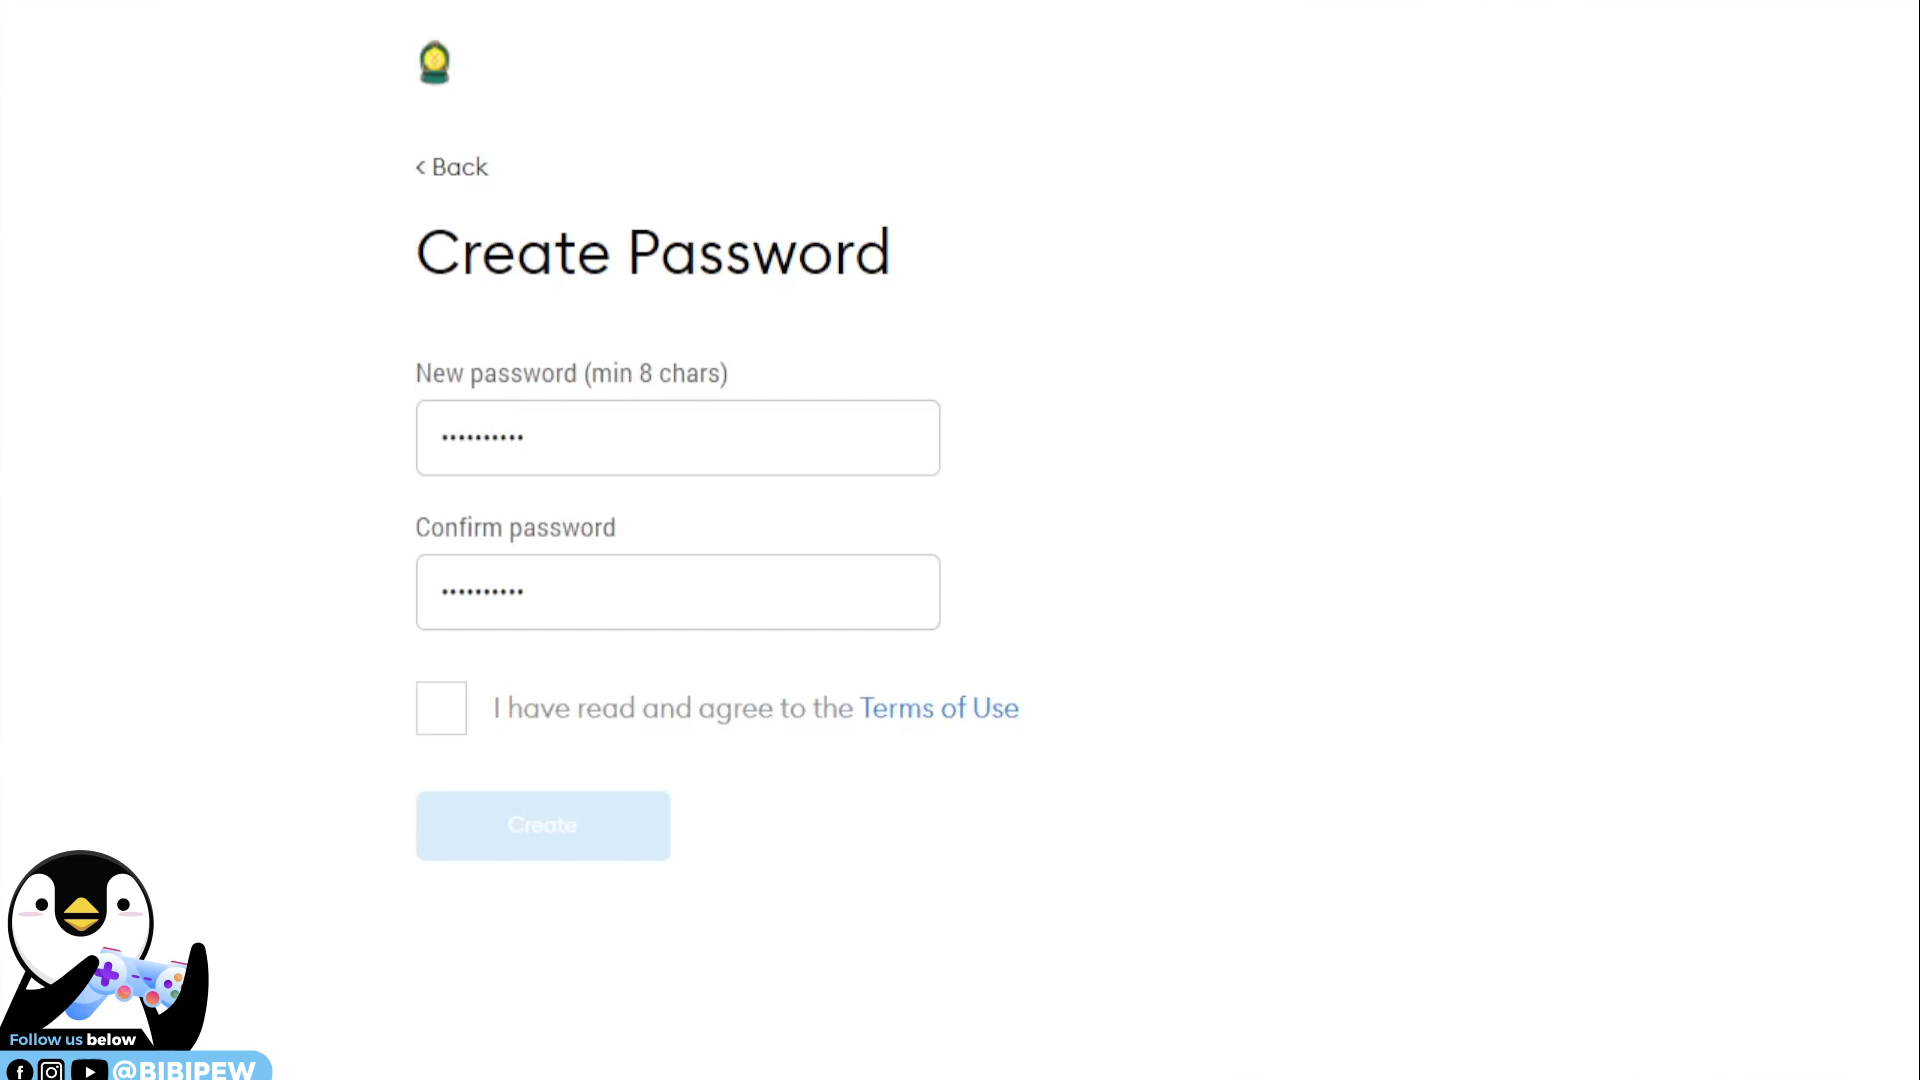 < Back
Create Password
New password (min 8 chars)
••••••••••
Confirm password
••••••••••
I have read and agree to the Terms of Use
Create
Follow us below
@BIBIPEW